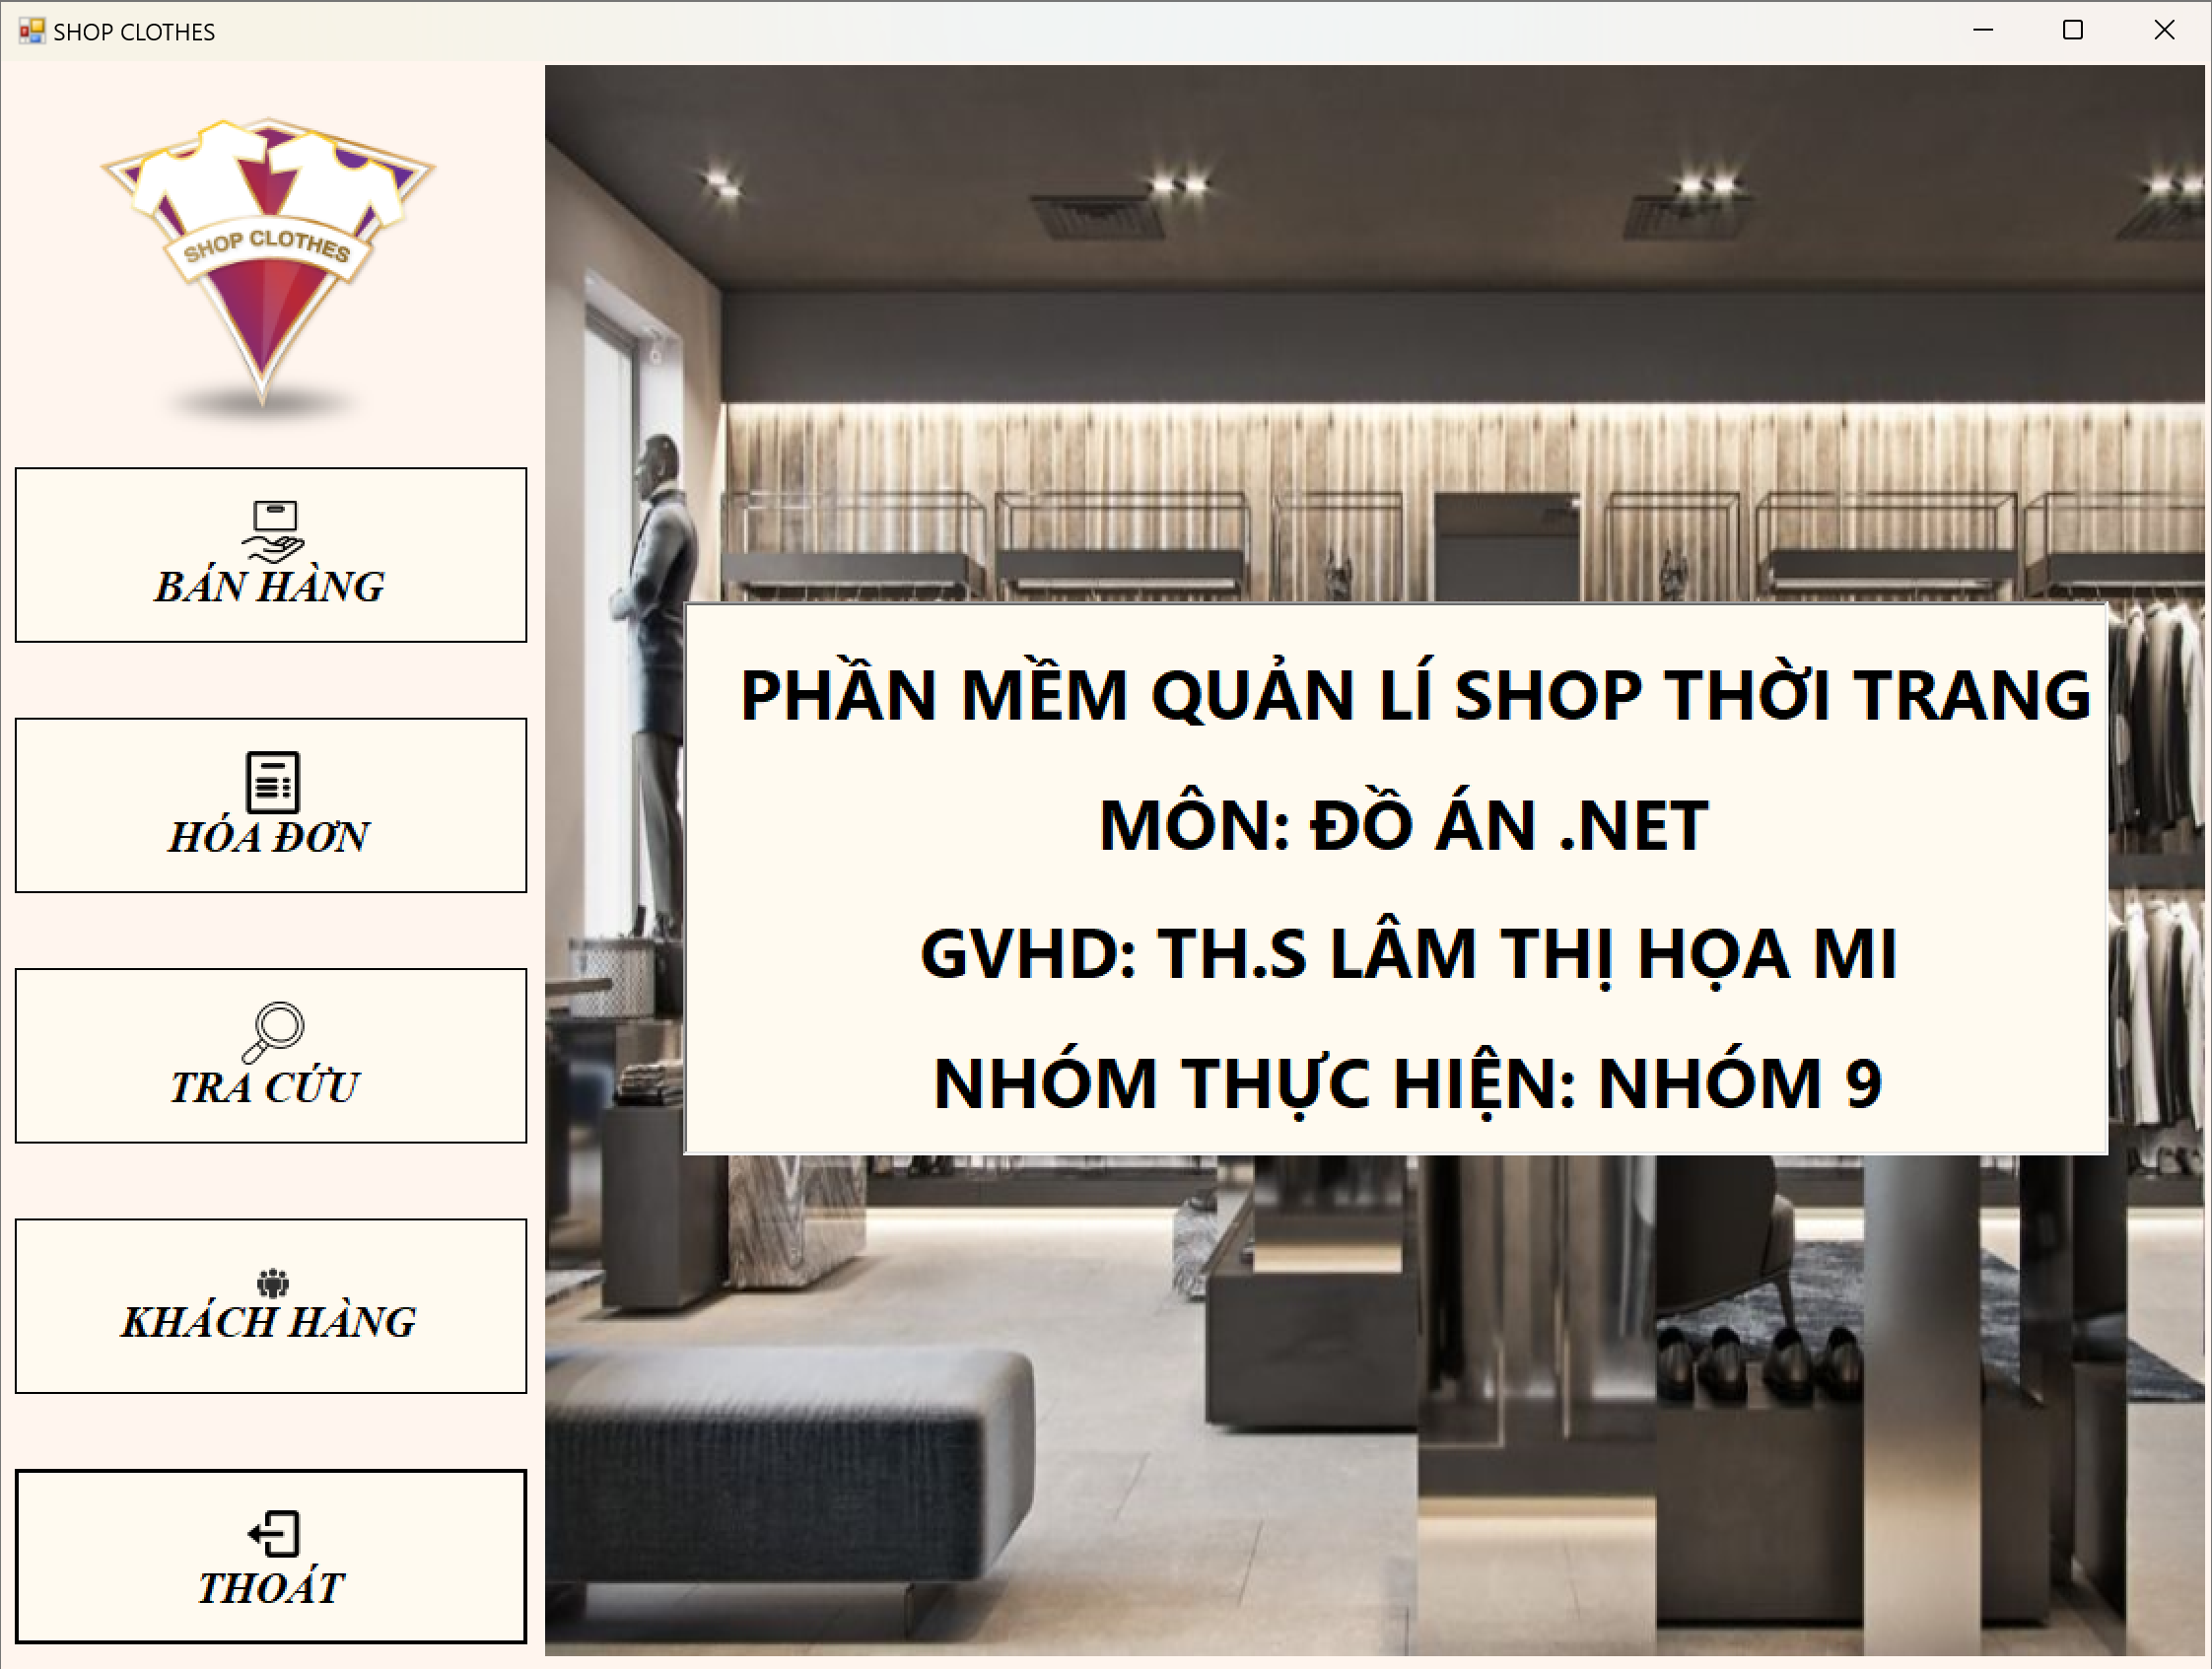 SHOP CLOTHES
SHOP CLOTHES
BÁN HÀNG
HÓA ĐƠN
TRA CỨU
KHÁCH HÀNG
THOÁT
PHẦN MỀM QUẢN LÍ SHOP THỜI TRANG
MÔN: ĐỒ ÁN .NET
GVHD: TH.S LÂM THỊ HỌA MI
NHÓM THỰC HIỆN: NHÓM 9